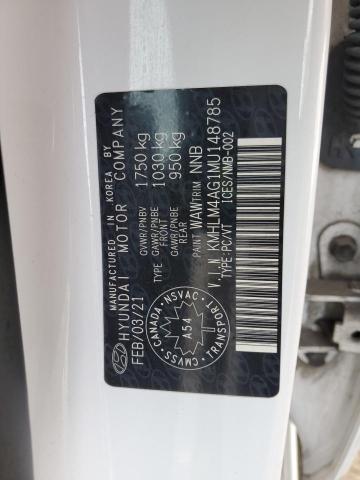 MANUFACTURED IN KOREA BY
HYUNDAI MOTOR COMPANY
FEB/03/21
GVWR/PNBV 1750 kg
TYPE GAWR/PNBE FRONT 1030 kg
GAWR/PNBE REAR 950 kg
PAINT WAW TRIM NNB
V.I.N KMHLM4AG1MU148785
TYPE:PC/VT ICES/NMB-002
CANADA · NSVAC
A54
CMVSS · TRANSPORT